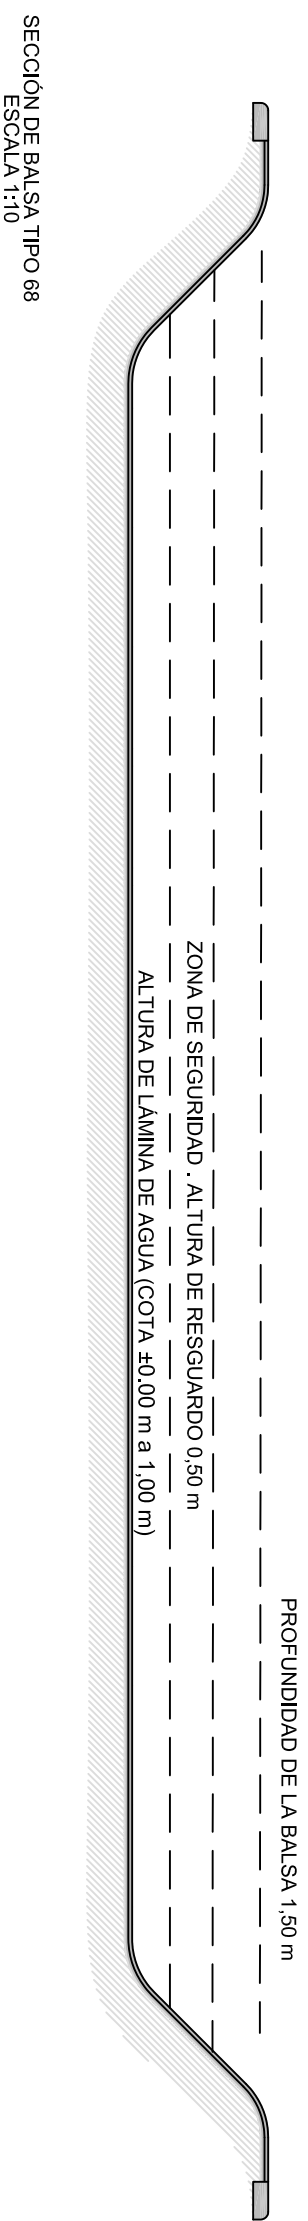 PROFUNDIDAD DE LA BALSA 1,50 m
ZONA DE SEGURIDAD . ALTURA DE RESGUARDO 0,50 m
ALTURA DE LÁMINA DE AGUA (COTA ±0.00 m a 1,00 m)
SECCIÓN DE BALSA TIPO 68
ESCALA 1:10